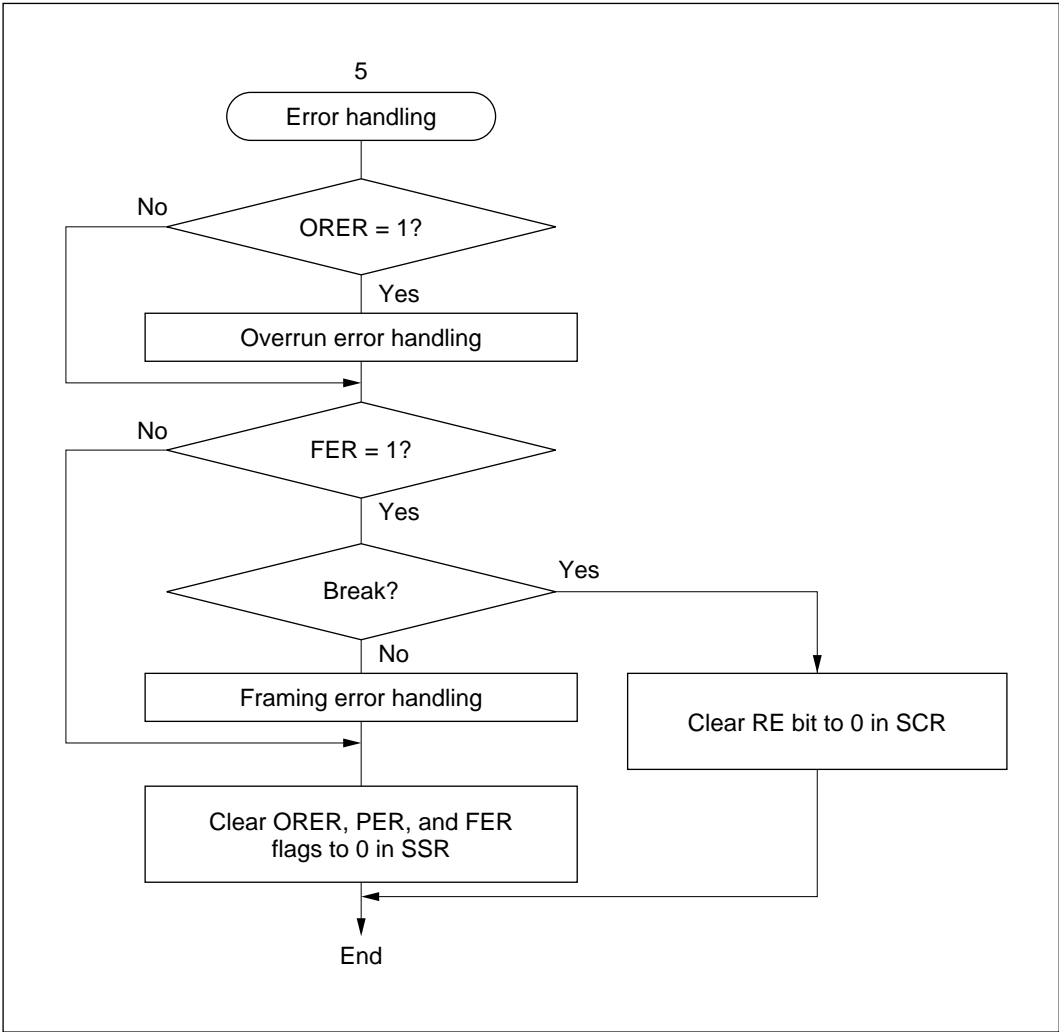 5
Error handling
No
ORER = 1?
Yes
Overrun error handling
No
FER = 1?
Yes
Break?
Yes
No
Framing error handling
Clear RE bit to 0 in SCR
Clear ORER, PER, and FER
flags to 0 in SSR
End